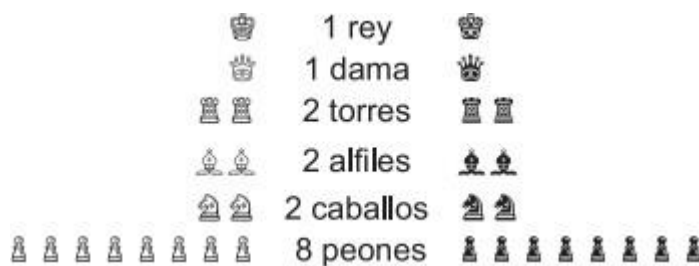 1 rey
1 dama
2 torres
2 alfiles
2 caballos
8 peones